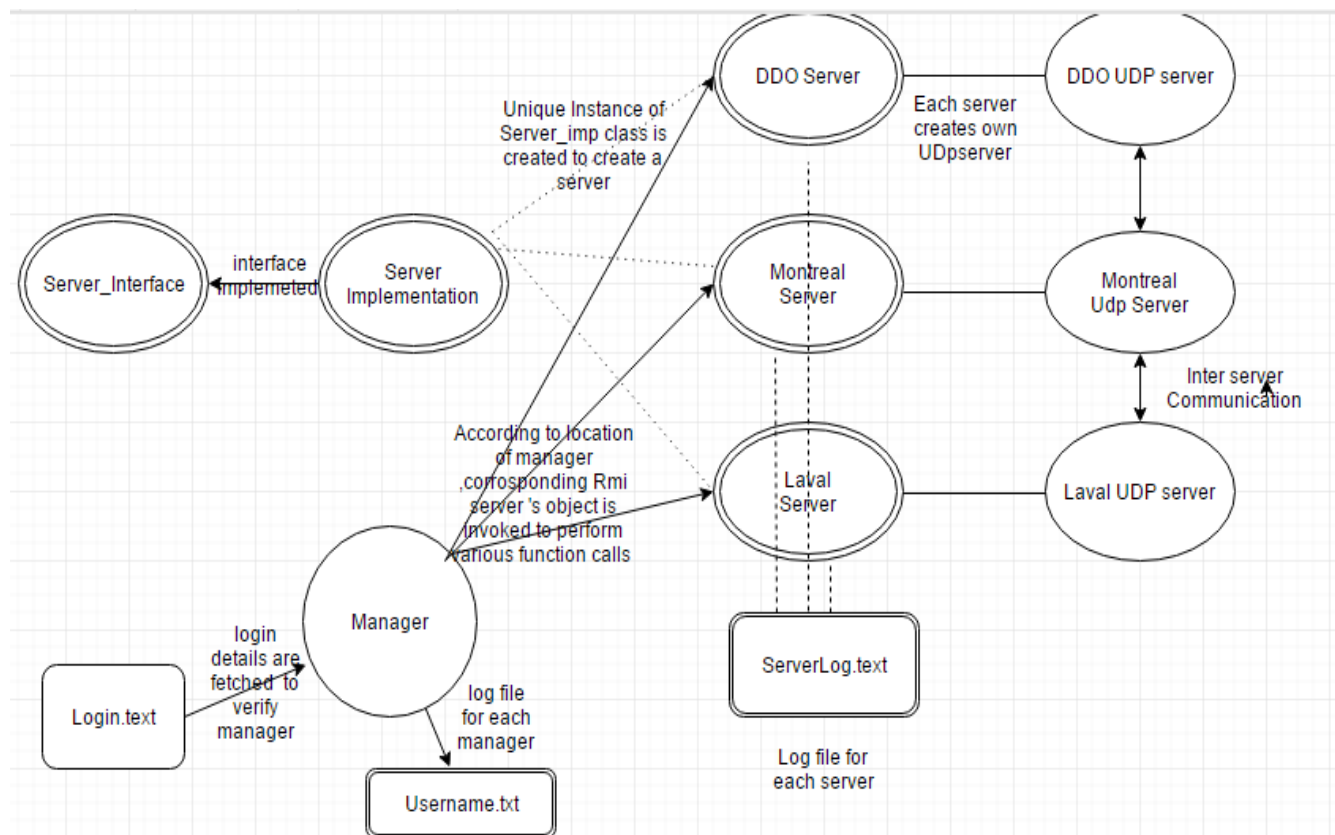 DDO Server
DDO UDP server
Unique Instance of
Server_imp class is
created to create a
server
Each server
creates own
UDpserver
Server_Interface
interface
implemeted
Server
Implementation
Montreal
Server
Montreal
Udp Server
Inter server
Communication
According to location
of manager
,corrosponding Rmi
server 's object is
invoked to perform
various function calls
Laval
Server
Laval UDP server
Manager
login
details are
fetched to
verify
manager
Login.text
log file
for each
manager
Username.txt
ServerLog.text
Log file for
each server